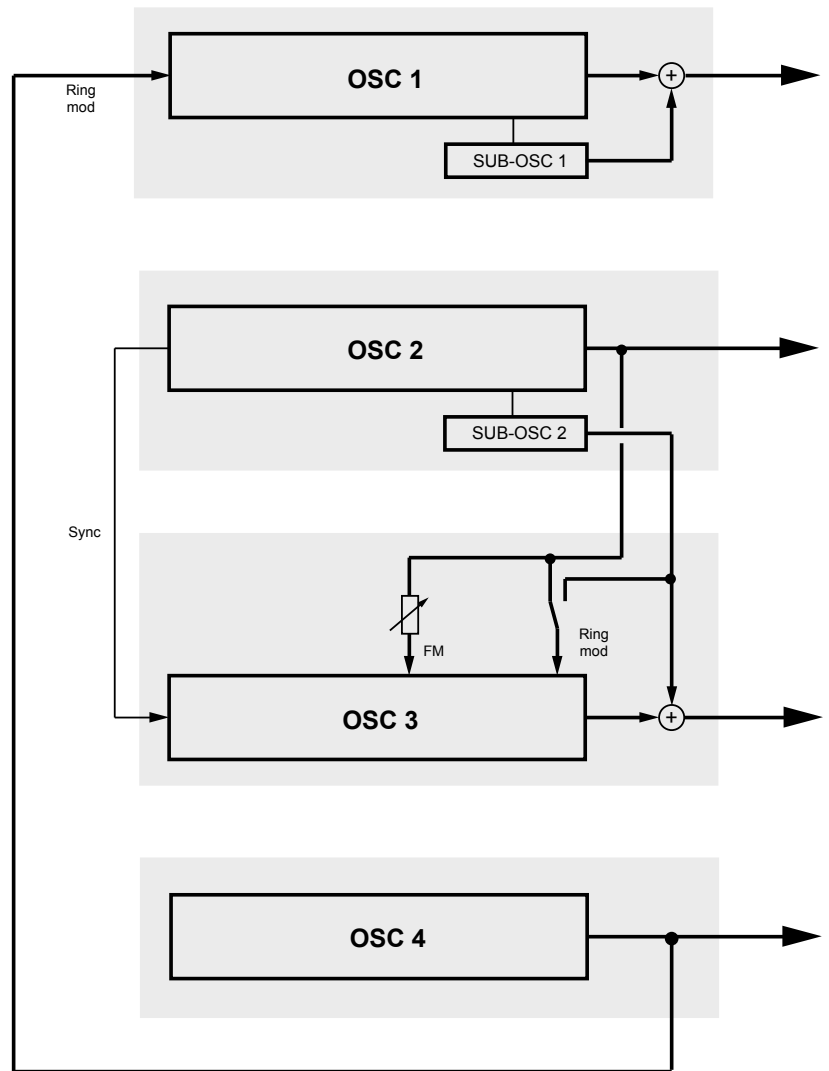 OSC 1
Ring
mod
+
SUB-OSC 1
OSC 2
SUB-OSC 2
Sync
Ring
mod
FM
OSC 3
+
OSC 4